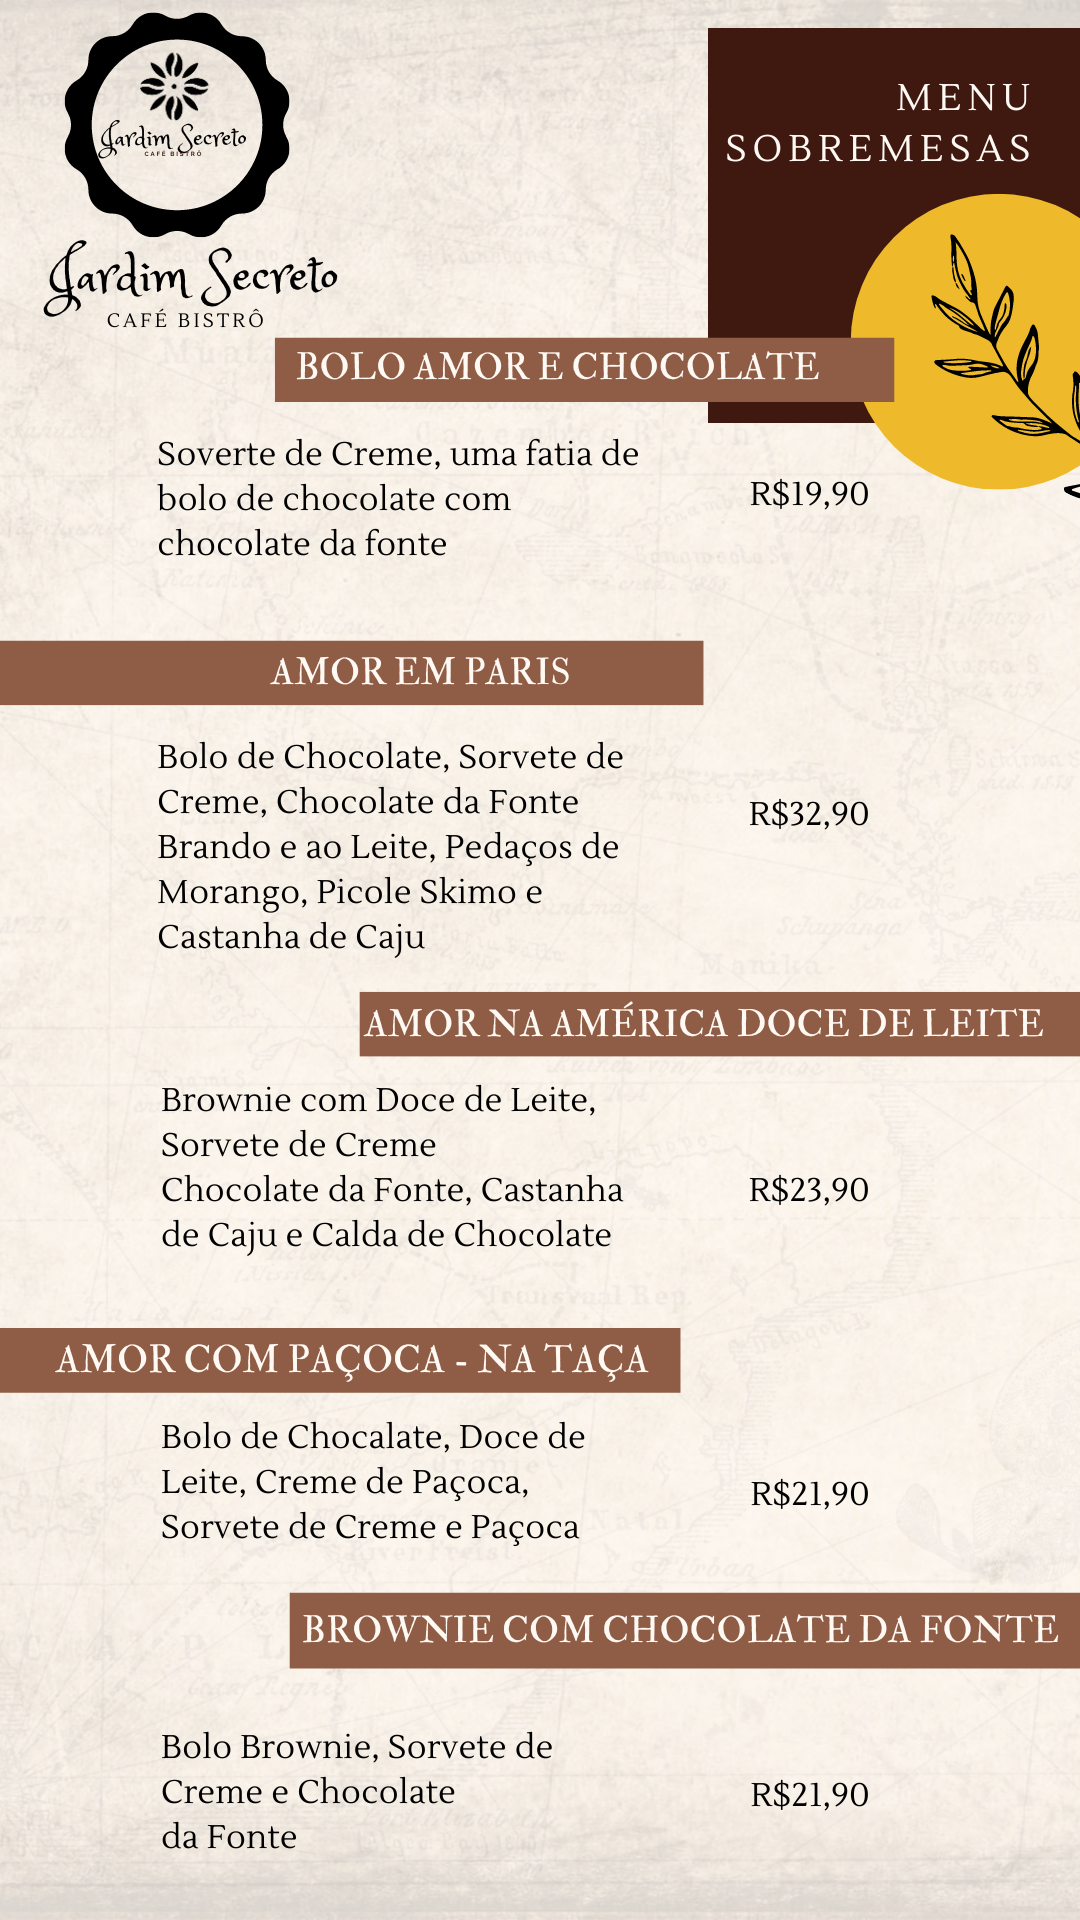 Jardim Secreto
CAFÉ BISTRÔ
Jardim Secreto
CAFÉ BISTRÔ
MENU
SOBREMESAS
BOLO AMOR E CHOCOLATE
Soverte de Creme, uma fatia de
bolo de chocolate com
chocolate da fonte
R$19,90
AMOR EM PARIS
Bolo de Chocolate, Sorvete de
Creme, Chocolate da Fonte
Brando e ao Leite, Pedaços de
Morango, Picole Skimo e
Castanha de Caju
R$32,90
AMOR NA AMÉRICA DOCE DE LEITE
Brownie com Doce de Leite,
Sorvete de Creme
Chocolate da Fonte, Castanha
de Caju e Calda de Chocolate
R$23,90
AMOR COM PAÇOCA - NA TAÇA
Bolo de Chocalate, Doce de
Leite, Creme de Paçoca,
Sorvete de Creme e Paçoca
R$21,90
BROWNIE COM CHOCOLATE DA FONTE
Bolo Brownie, Sorvete de
Creme e Chocolate
da Fonte
R$21,90